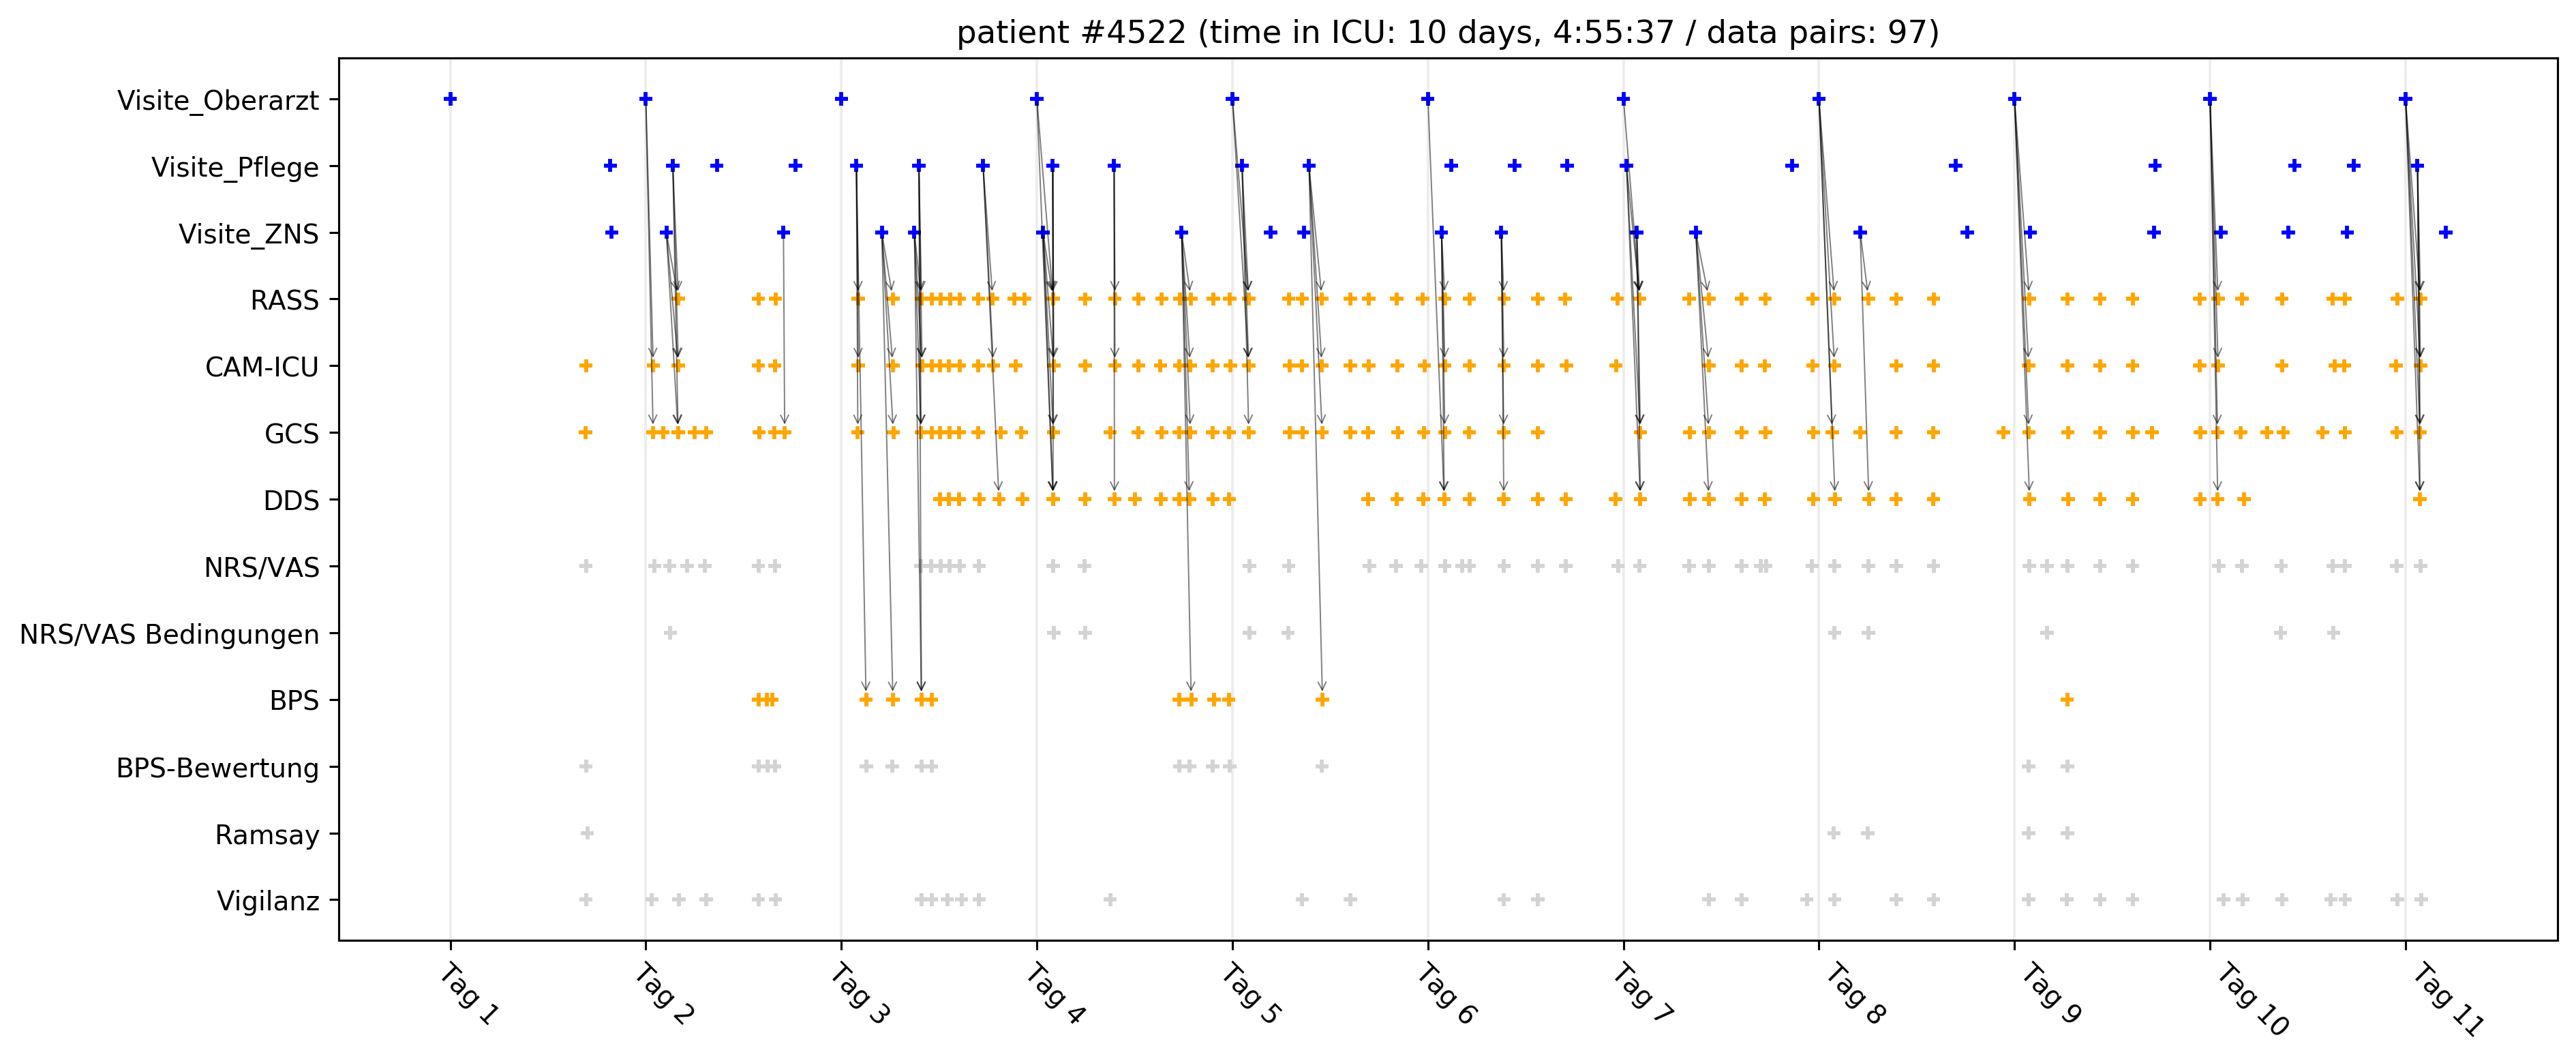 patient #4522 (time in ICU: 10 days, 4:55:37 / data pairs: 97)
Visite_Oberarzt
Visite_Pflege
Visite_ZNS
RASS
CAM-ICU
GCS
DDS
NRS/VAS
NRS/VAS Bedingungen
BPS
BPS-Bewertung
Ramsay
Vigilanz
Tag 1
Tag 2
Tag 3
Tag 4
Tag 5
Tag 6
Tag 7
Tag 8
Tag 9
Tag 10
Tag 11